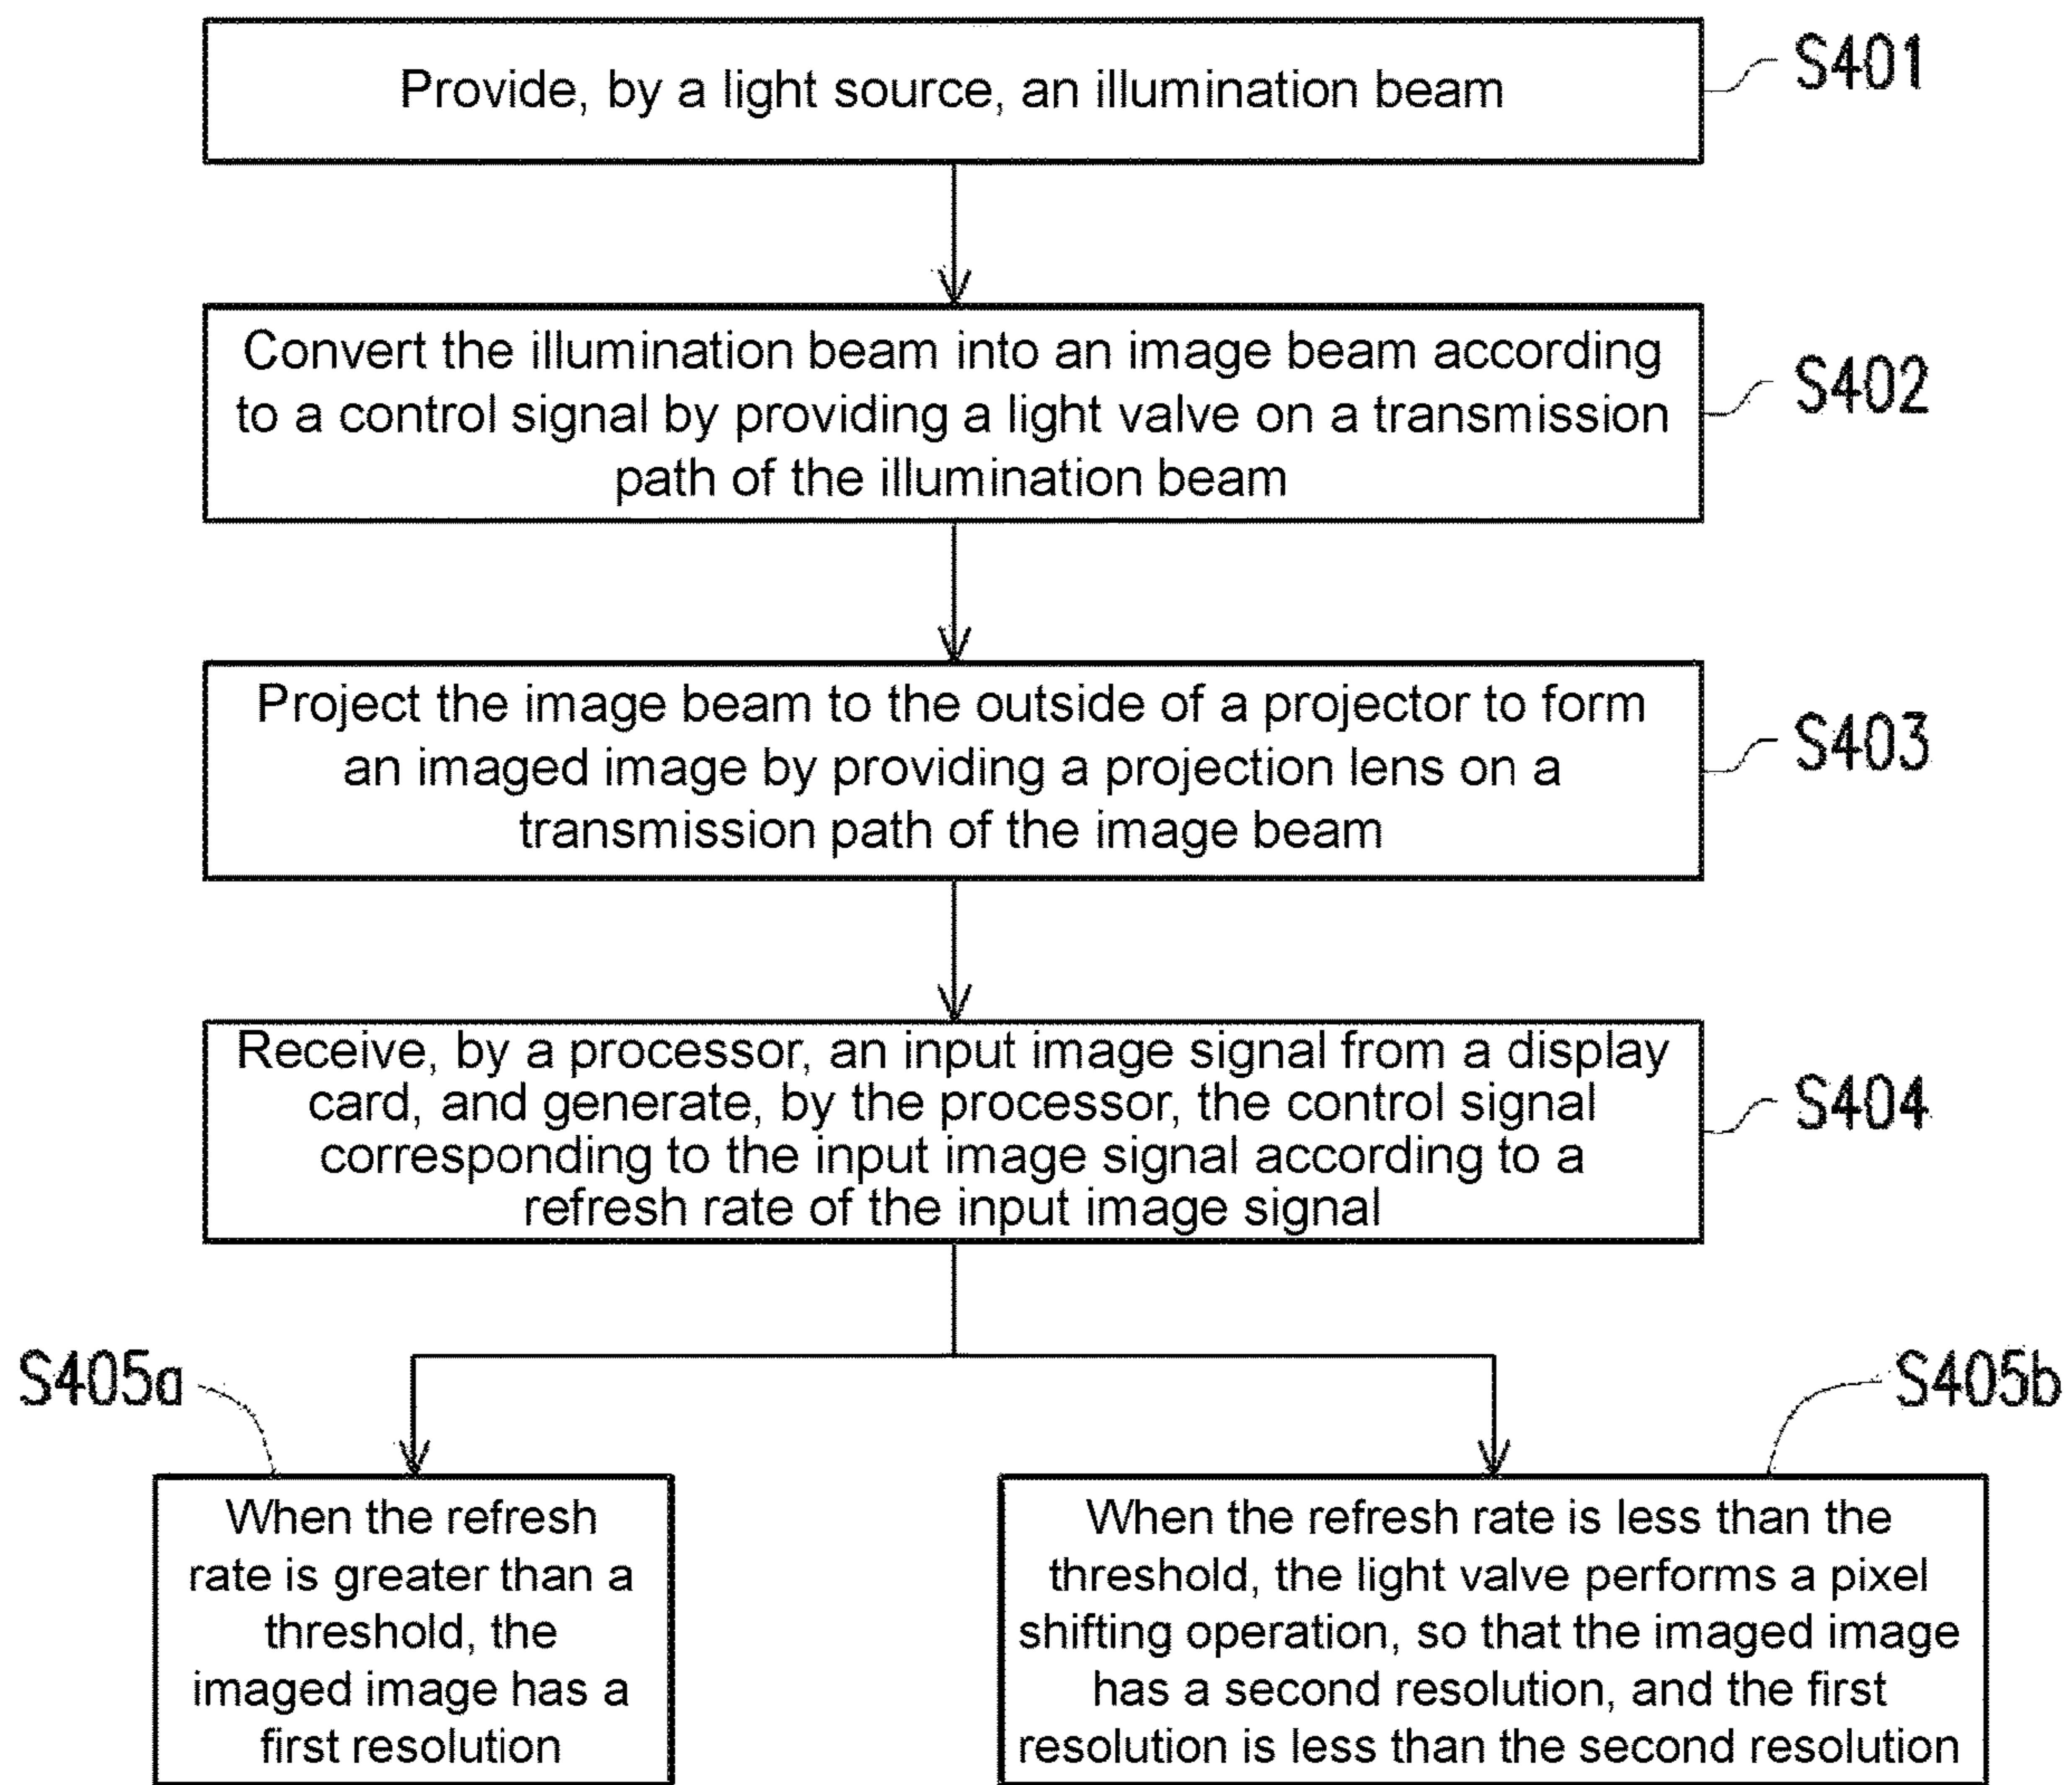 Provide, by a light source, an illumination beam
S401
Convert the illumination beam into an image beam according
to a control signal by providing a light valve on a transmission
path of the illumination beam
S402
Project the image beam to the outside of a projector to form
an imaged image by providing a projection lens on a
transmission path of the image beam
S403
Receive, by a processor, an input image signal from a display
card, and generate, by the processor, the control signal
corresponding to the input image signal according to a
refresh rate of the input image signal
S404
S405a
When the refresh
rate is greater than a
threshold, the
imaged image has a
first resolution
S405b
When the refresh rate is less than the
threshold, the light valve performs a pixel
shifting operation, so that the imaged image
has a second resolution, and the first
resolution is less than the second resolution